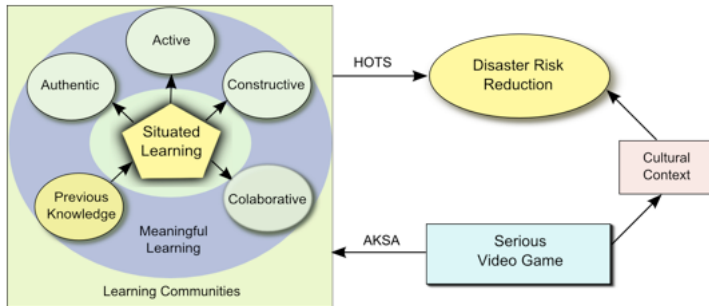 Active
Authentic
Constructive
Situated
Learning
Previous
Knowledge
Colaborative
Meaningful
Learning
Learning Communities
HOTS
Disaster Risk
Reduction
Cultural
Context
AKSA
Serious
Video Game